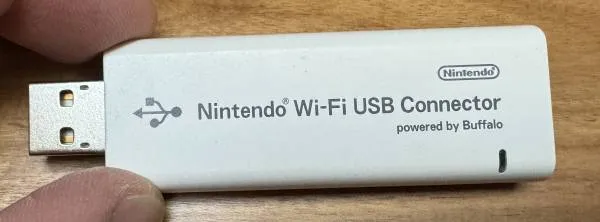 Nintendo®
Nintendo® Wi-Fi USB Connector
powered by Buffalo